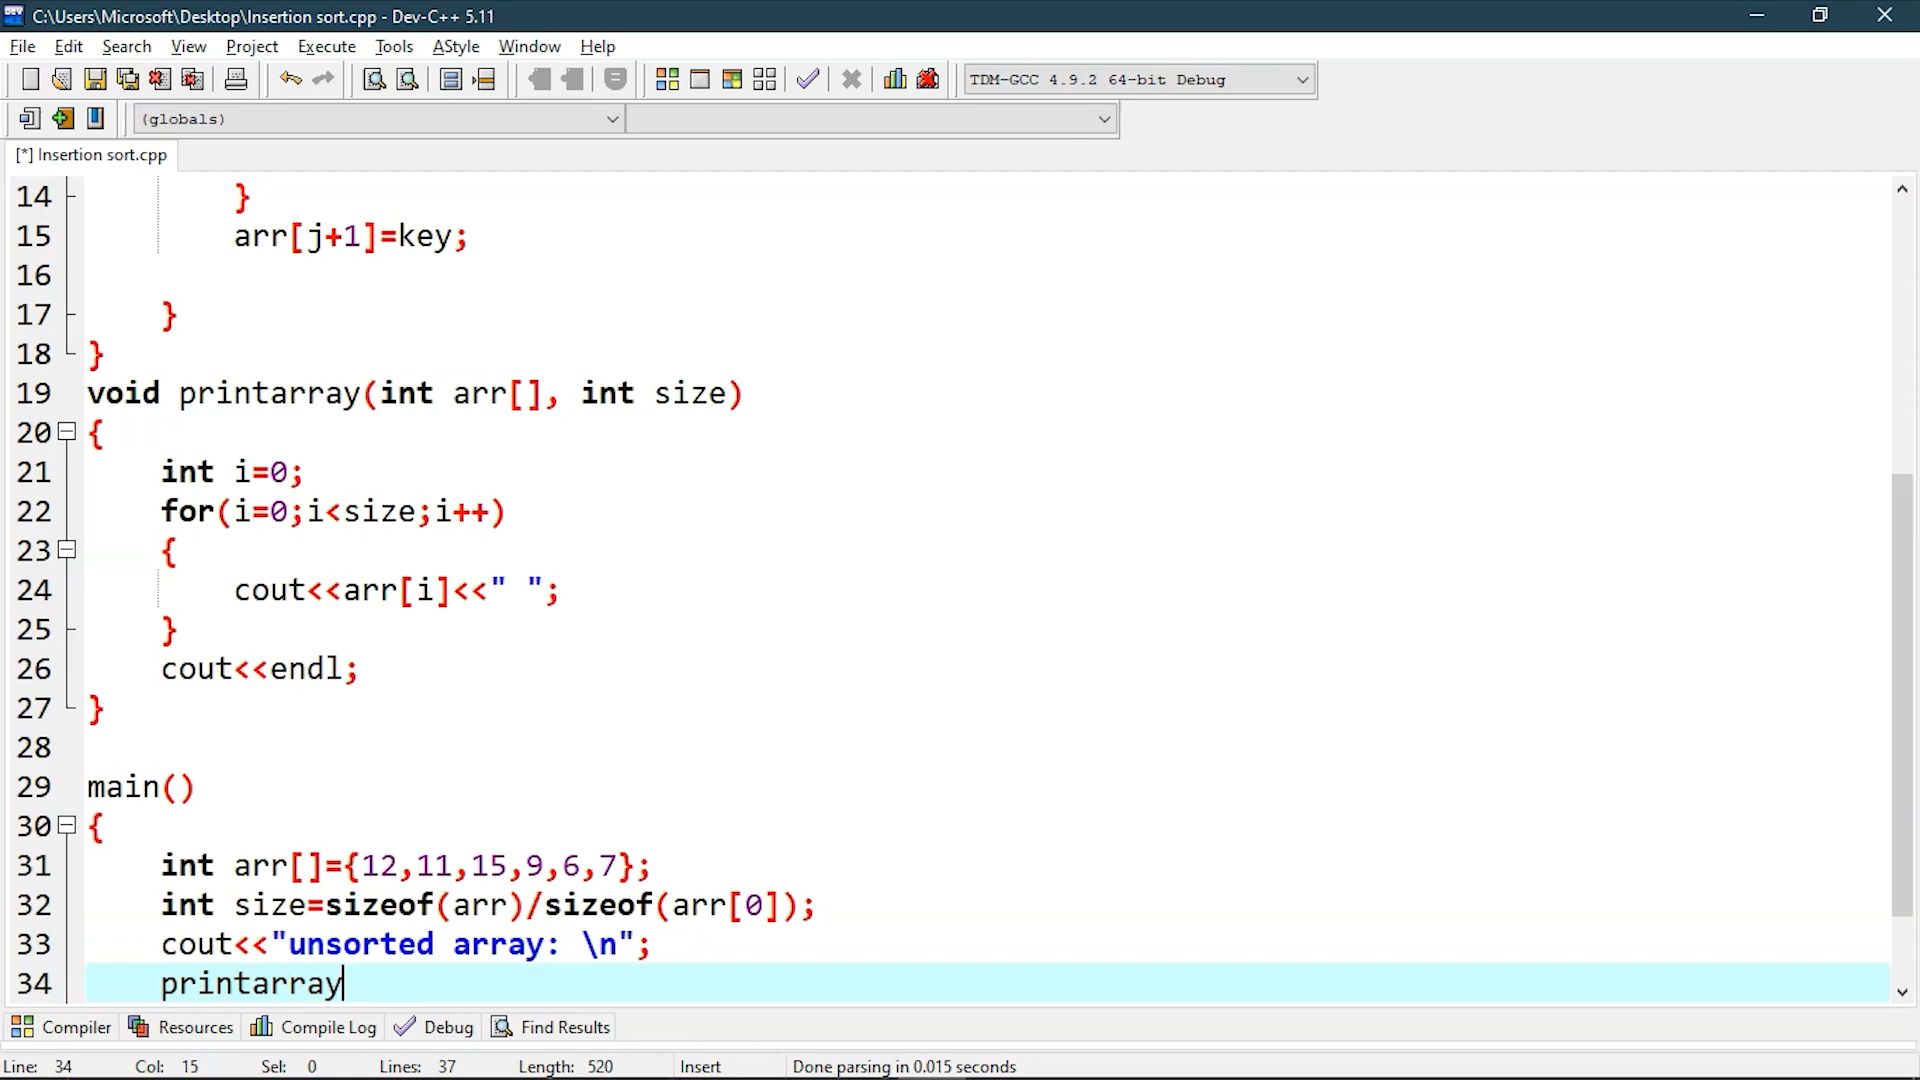 C:\Users\Microsoft\Desktop\Insertion sort.cpp - Dev-C++ 5.11
File Edit Search View Project Execute Tools AStyle Window Help
TDM-GCC 4.9.2 64-bit Debug
(globals)
[*] Insertion sort.cpp
14 }
15 arr[j+1]=key;
16
17 }
18 }
19 void printarray(int arr[], int size)
20 {
21 int i=0;
22 for(i=0;i<size;i++)
23 {
24 cout<<arr[i]<<" ";
25 }
26 cout<<endl;
27 }
28
29 main()
30 {
31 int arr[]={12,11,15,9,6,7};
32 int size=sizeof(arr)/sizeof(arr[0]);
33 cout<<"unsorted array: \n";
34 printarray
Compiler Resources Compile Log Debug Find Results
Line: 34 Col: 15 Sel: 0 Lines: 37 Length: 520 Insert Done parsing in 0.015 seconds